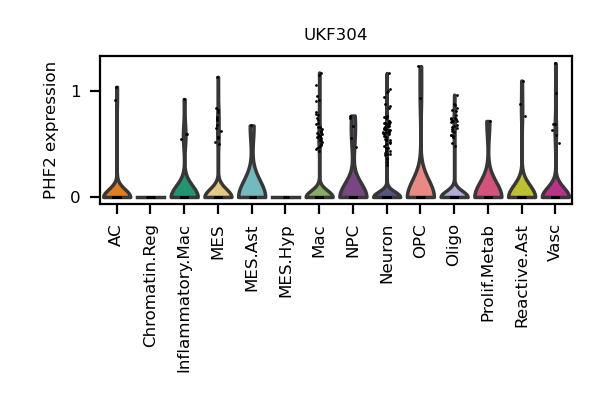 UKF304
PHF2 expression
1
0
AC
Chromatin.Reg
Inflammatory.Mac
MES
MES.Ast
MES.Hyp
Mac
NPC
Neuron
OPC
Oligo
Prolif.Metab
Reactive.Ast
Vasc